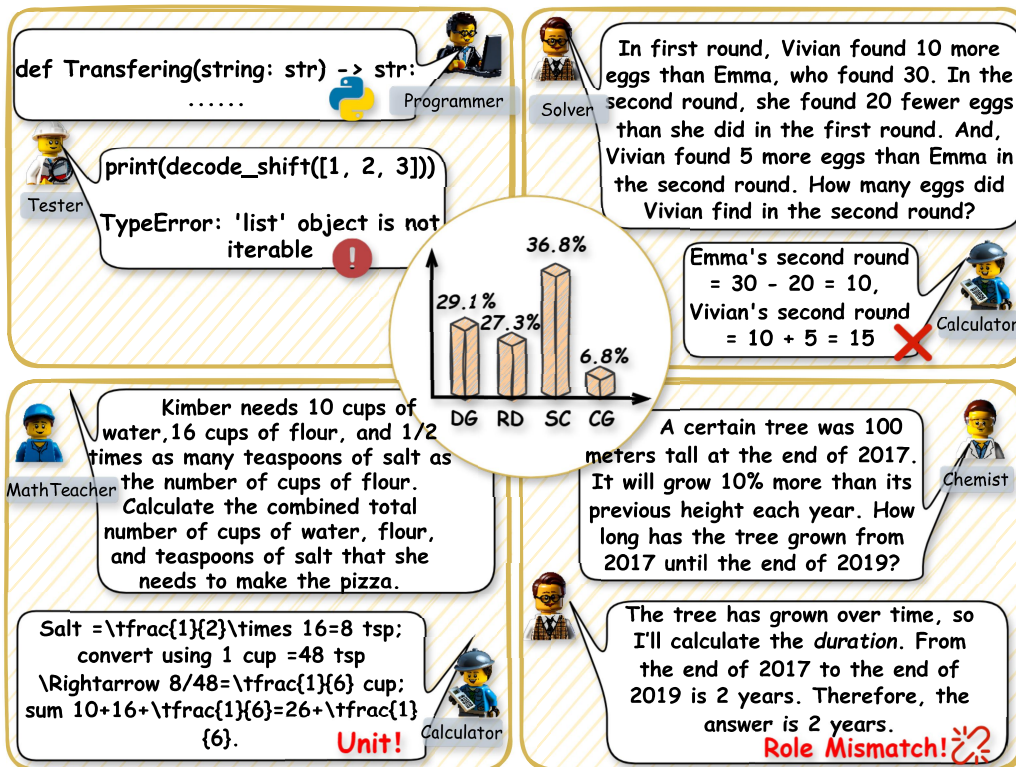 def Transfering(string: str) -> str:
......
Programmer
Tester
print(decode_shift([1, 2, 3]))
TypeError: 'list' object is not
iterable
Solver
In first round, Vivian found 10 more
eggs than Emma, who found 30. In the
second round, she found 20 fewer eggs
than she did in the first round. And,
Vivian found 5 more eggs than Emma in
the second round. How many eggs did
Vivian find in the second round?
Emma's second round
= 30 - 20 = 10,
Vivian's second round
= 10 + 5 = 15
Calculator
29.1%
27.3%
36.8%
6.8%
DG RD SC CG
MathTeacher
Kimber needs 10 cups of
water,16 cups of flour, and 1/2
times as many teaspoons of salt as
the number of cups of flour.
Calculate the combined total
number of cups of water, flour,
and teaspoons of salt that she
needs to make the pizza.
Salt =\tfrac{1}{2}\times 16=8 tsp;
convert using 1 cup =48 tsp
\Rightarrow 8/48=\tfrac{1}{6} cup;
sum 10+16+\tfrac{1}{6}=26+\tfrac{1}
{6}.
Unit!
Calculator
A certain tree was 100
meters tall at the end of 2017.
It will grow 10% more than its
previous height each year. How
long has the tree grown from
2017 until the end of 2019?
Chemist
The tree has grown over time, so
I'll calculate the duration. From
the end of 2017 to the end of
2019 is 2 years. Therefore, the
answer is 2 years.
Role Mismatch!